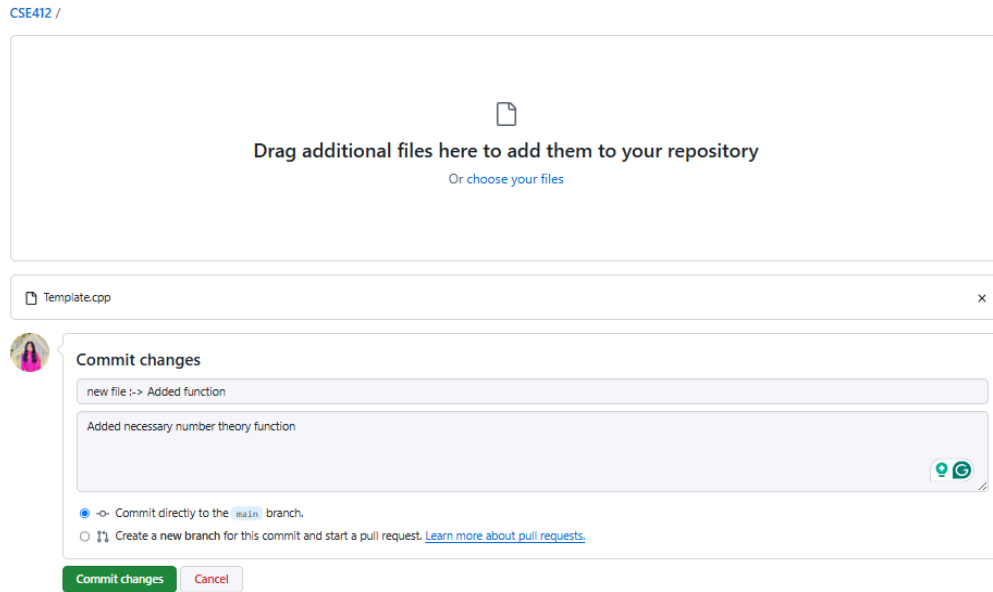 CSE412 /
Drag additional files here to add them to your repository
Or choose your files
Template.cpp
Commit changes
new file :-> Added function
Added necessary number theory function
Commit directly to the main branch.
Create a new branch for this commit and start a pull request. Learn more about pull requests.
Commit changes Cancel